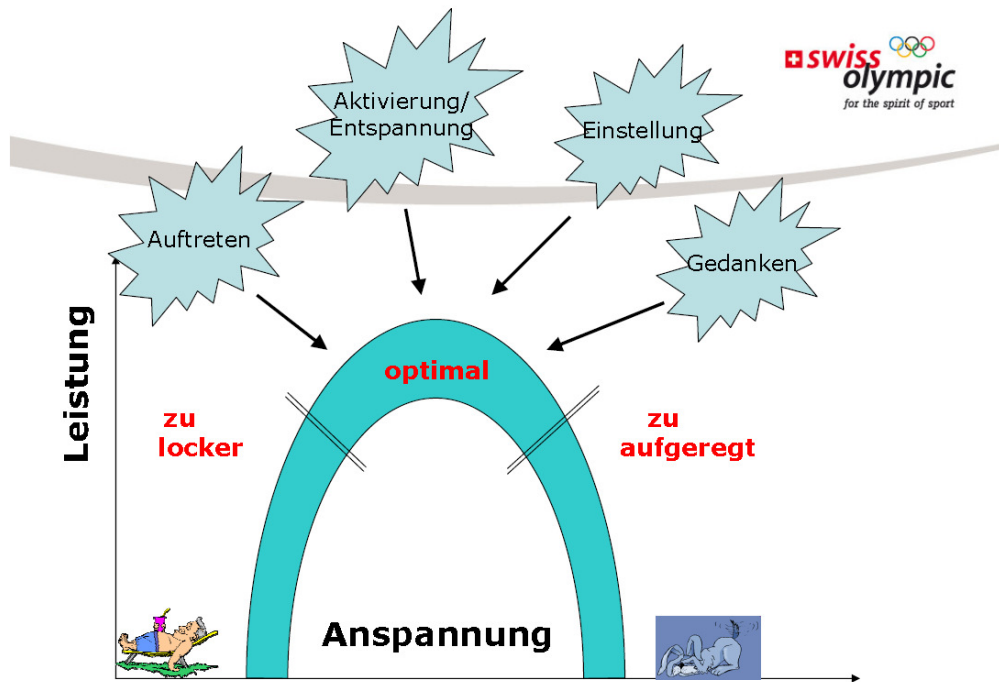 swiss
olympic
for the spirit of sport
Aktivierung/
Entspannung
Einstellung
Auftreten
Gedanken
Leistung
optimal
zu
locker
zu
aufgeregt
Anspannung